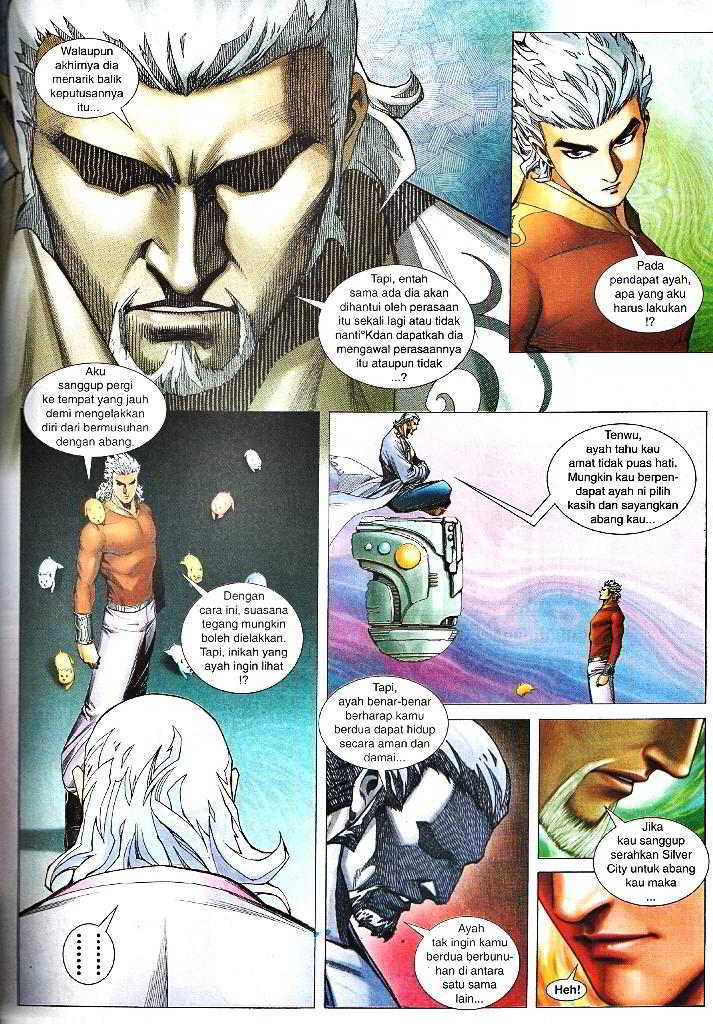 Walaupun
akhirnya dia
menarik balik
keputusannya
itu...
Tapi, entah
sama ada dia akan
dihantui oleh perasaan
itu sekali lagi atau tidak
nanti°Kdan dapatkah dia
mengawal perasaannya
itu ataupun tidak
...?
Pada
pendapat ayah,
apa yang aku
harus lakukan
!?
Aku
sanggup pergi
ke tempat yang jauh
demi mengelakkan
diri dari bermusuhan
dengan abang.
Dengan
cara ini, suasana
tegang mungkin
boleh dielakkan.
Tapi, inikah yang
ayah ingin lihat
!?
Tenwu,
ayah tahu kau
amat tidak puas hati.
Mungkin kau berpen-
dapat ayah ni pilih
kasih dan sayangkan
abang kau...
Tapi,
ayah benar-benar
berharap kamu
berdua dapat hidup
secara aman dan
damai...
Ayah
tak ingin kamu
berdua berbunu-
han di antara
satu sama
lain...
Jika
kau sanggup
serahkan Silver
City untuk abang
kau maka
...
Heh!